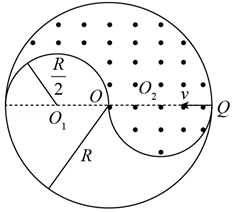 R/2
O O₂ v Q
O₁
R